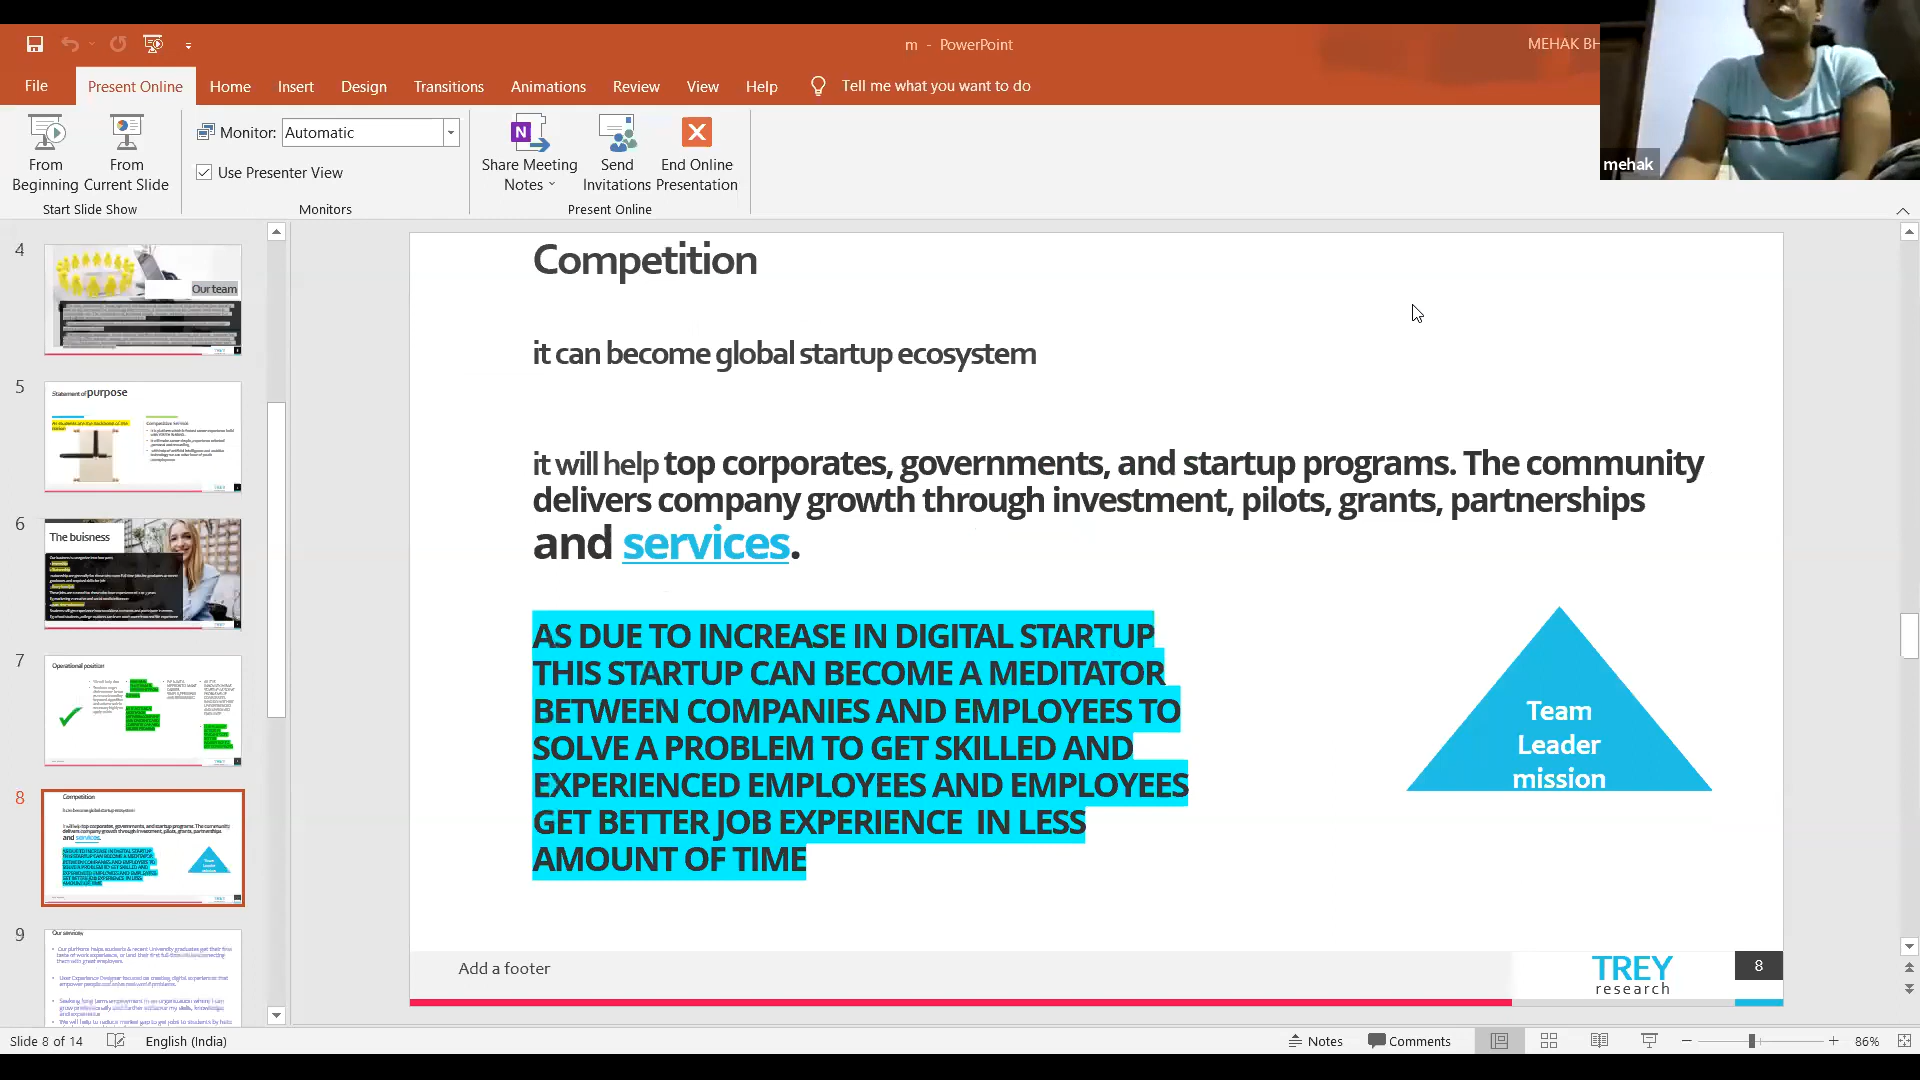 m - PowerPoint
MEHAK BH
File
Present Online
Home
Insert
Design
Transitions
Animations
Review
View
Help
Tell me what you want to do
From Beginning
From Current Slide
Start Slide Show
Monitor: Automatic
Use Presenter View
Monitors
Share Meeting Notes
Send Invitations
End Online Presentation
Present Online
mehak
4
Our team
5
Statement of purpose
6
The buisness
7
Operational position
8
9
Our services
Competition
it can become global startup ecosystem
it will help top corporates, governments, and startup programs. The community
delivers company growth through investment, pilots, grants, partnerships
and services.
AS DUE TO INCREASE IN DIGITAL STARTUP
THIS STARTUP CAN BECOME A MEDITATOR
BETWEEN COMPANIES AND EMPLOYEES TO
SOLVE A PROBLEM TO GET SKILLED AND
EXPERIENCED EMPLOYEES AND EMPLOYEES
GET BETTER JOB EXPERIENCE  IN LESS
AMOUNT OF TIME
Team
Leader
mission
Add a footer
TREY
research
8
Slide 8 of 14
English (India)
Notes
Comments
86%